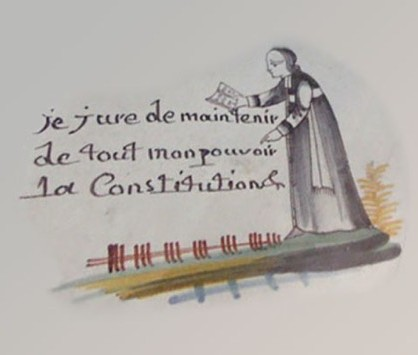 je jure de maintenir
de tout mon pouvoir
la Constitution